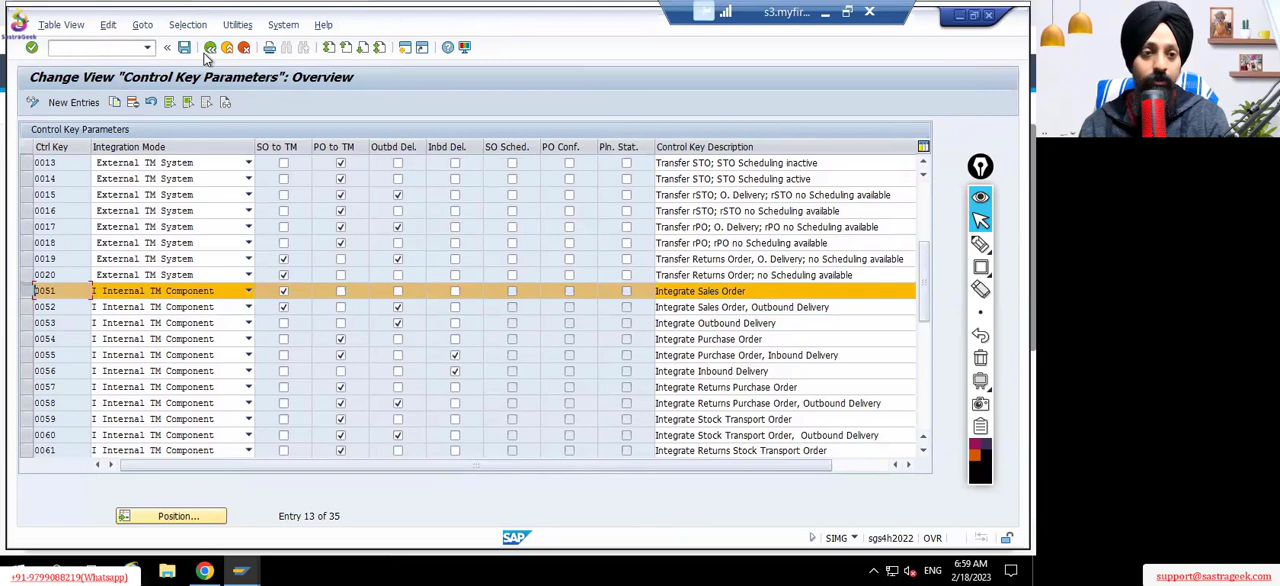 Table View Edit Goto Selection Utilities System Help
s3.myfir...
SastraGeek
Change View "Control Key Parameters": Overview
New Entries
Control Key Parameters
Ctrl Key Integration Mode SO to TM PO to TM Outbd Del. Inbd Del. SO Sched. PO Conf. Pln. Stat. Control Key Description
0013 External TM System Transfer STO; STO Scheduling inactive
0014 External TM System Transfer STO; STO Scheduling active
0015 External TM System Transfer rSTO; O. Delivery; rSTO no Scheduling available
0016 External TM System Transfer rSTO; rSTO no Scheduling available
0017 External TM System Transfer rPO; O. Delivery; rPO no Scheduling available
0018 External TM System Transfer rPO; rPO no Scheduling available
0019 External TM System Transfer Returns Order, O. Delivery; no Scheduling available
0020 External TM System Transfer Returns Order; no Scheduling available
0051 I Internal TM Component Integrate Sales Order
0052 I Internal TM Component Integrate Sales Order, Outbound Delivery
0053 I Internal TM Component Integrate Outbound Delivery
0054 I Internal TM Component Integrate Purchase Order
0055 I Internal TM Component Integrate Purchase Order, Inbound Delivery
0056 I Internal TM Component Integrate Inbound Delivery
0057 I Internal TM Component Integrate Returns Purchase Order
0058 I Internal TM Component Integrate Returns Purchase Order, Outbound Delivery
0059 I Internal TM Component Integrate Stock Transport Order
0060 I Internal TM Component Integrate Stock Transport Order, Outbound Delivery
0061 I Internal TM Component Integrate Returns Stock Transport Order
Position... Entry 13 of 35
SAP SIMG sgs4h2022 OVR
ENG 6:59 AM
2/18/2023
+91-9799088219(Whatsapp) support@sastrageek.com